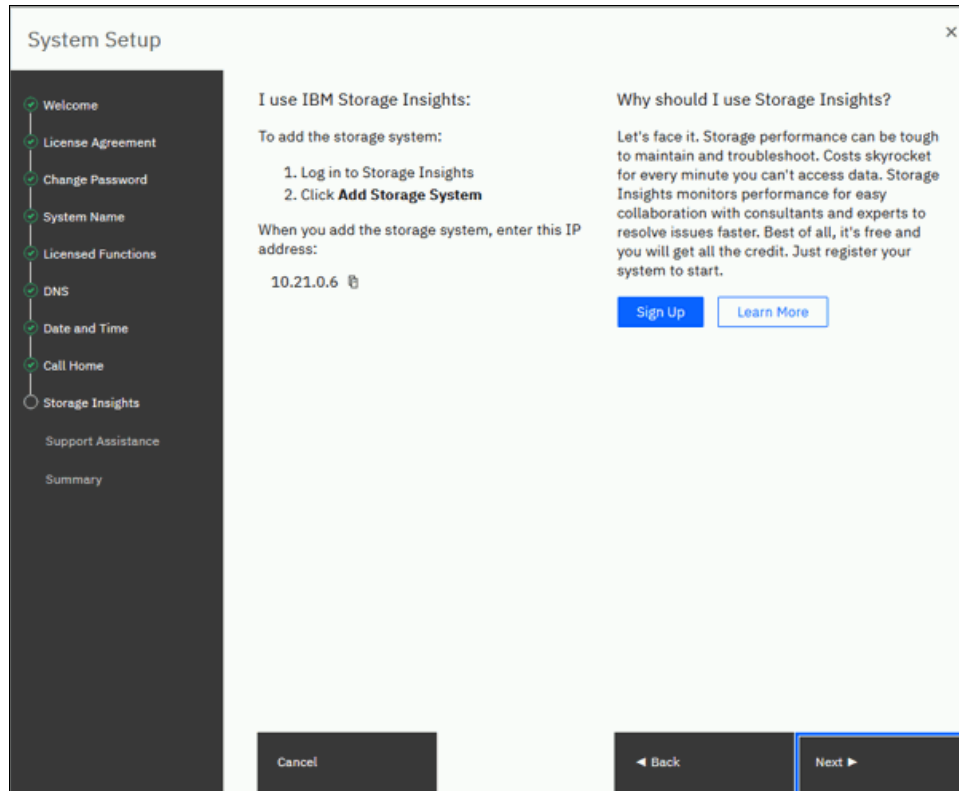 System Setup
Welcome
License Agreement
Change Password
System Name
Licensed Functions
DNS
Date and Time
Call Home
Storage Insights
Support Assistance
Summary
I use IBM Storage Insights:
To add the storage system:
1. Log in to Storage Insights
2. Click Add Storage System
When you add the storage system, enter this IP
address:
10.21.0.6
Why should I use Storage Insights?
Let's face it. Storage performance can be tough
to maintain and troubleshoot. Costs skyrocket
for every minute you can't access data. Storage
Insights monitors performance for easy
collaboration with consultants and experts to
resolve issues faster. Best of all, it's free and
you will get all the credit. Just register your
system to start.
Sign Up
Learn More
Cancel
◄ Back
Next ►